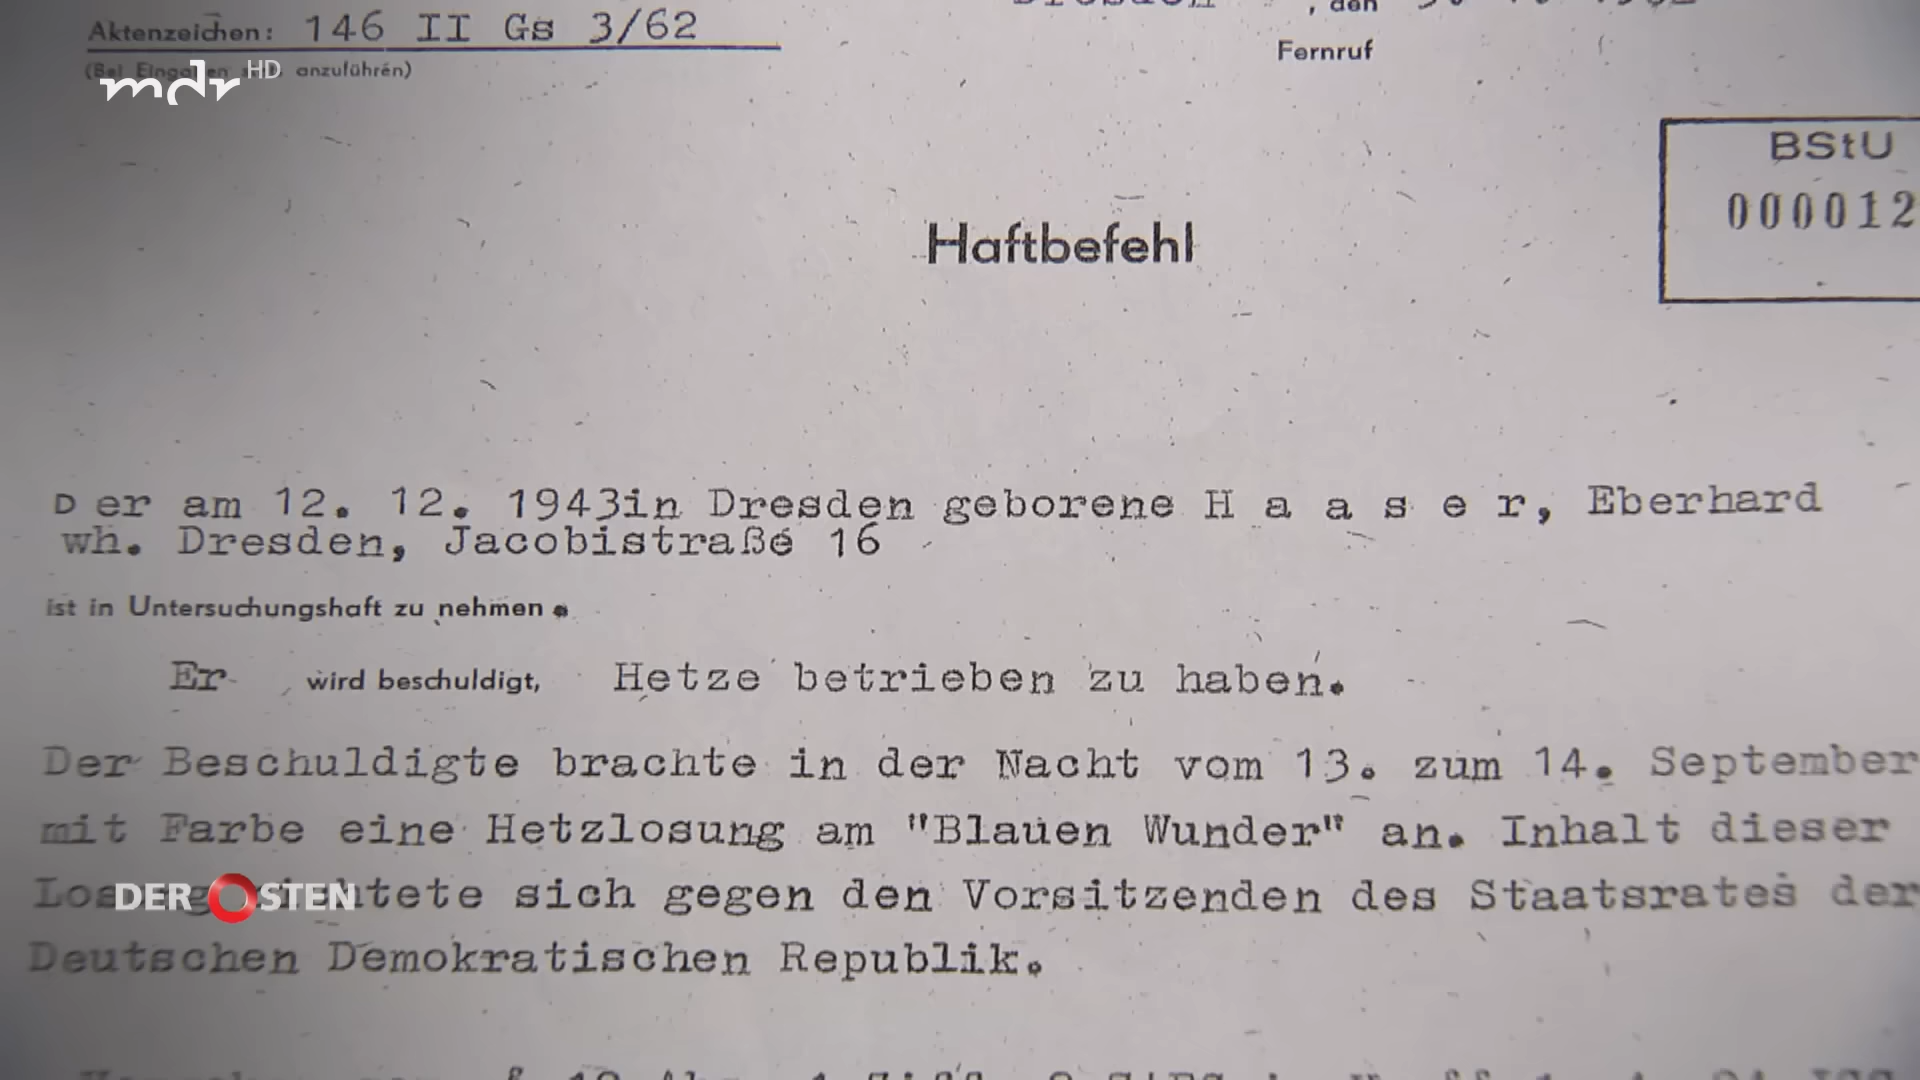 Aktenzeichen: 146 II Gs 3/62
, den
(Bei Eingaben sind anzuführen)
Fernruf
mdr HD
BStU
000012
Haftbefehl
Der am 12. 12. 1943in Dresden geborene H a a s e r, Eberhard
wh. Dresden, Jacobistraße 16
ist in Untersuchungshaft zu nehmen.
Er wird beschuldigt, Hetze betrieben zu haben.
Der Beschuldigte brachte in der Nacht vom 13. zum 14. September
mit Farbe eine Hetzlosung am "Blauen Wunder" an. Inhalt dieser
sich gegen den Vorsitzenden des Staatsrates der
DER OSTEN
Deutschen Demokratischen Republik.